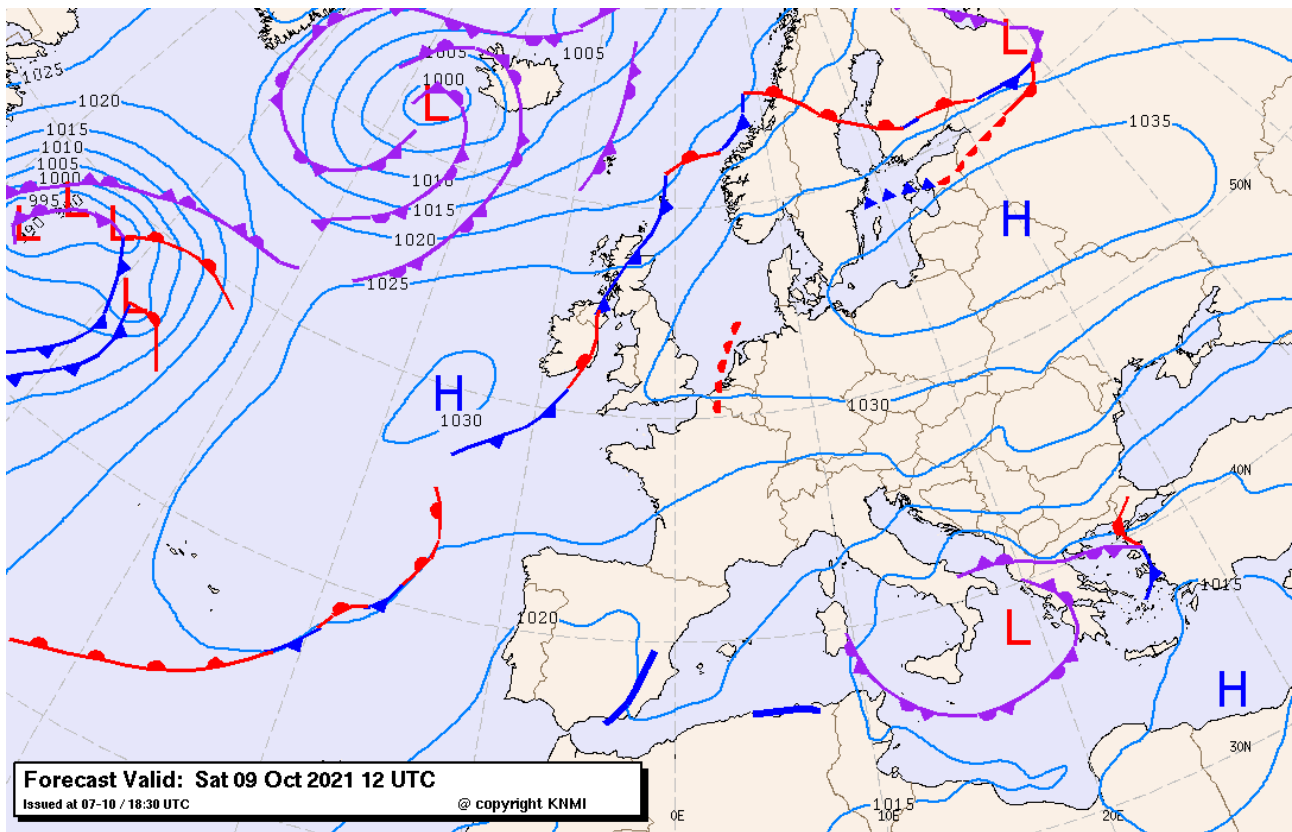 1025
1005
1005
1000
L
L
1020
1015
1010
1005
1000
995
L
L
L
L
1010
1015
1020
1025
1035
50N
H
H
1030
1030
40N
1020
L
1015
H
30N
1015
0E
10E
20E
Forecast Valid: Sat 09 Oct 2021 12 UTC
Issued at 07-10 / 18:30 UTC
@ copyright KNMI